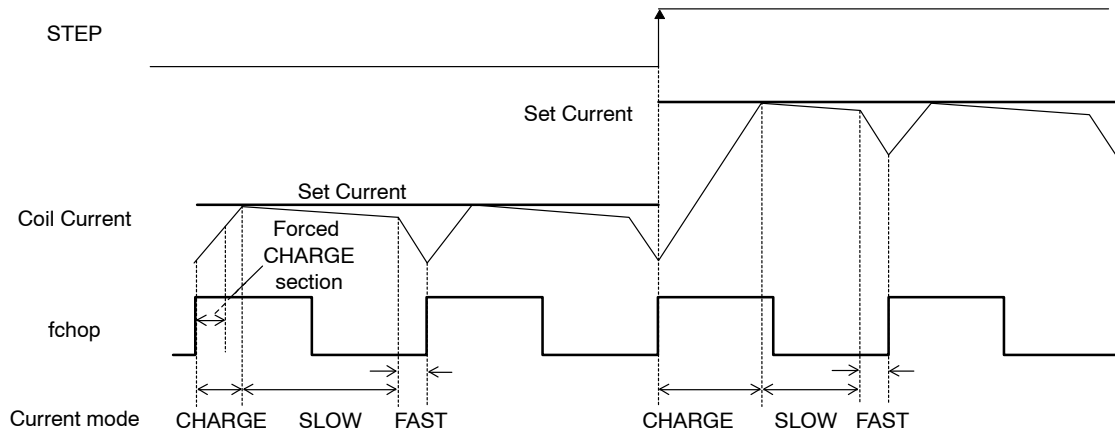 STEP
Set Current
Set Current
Coil Current
Forced
CHARGE
section
fchop
Current mode CHARGE SLOW FAST CHARGE SLOW FAST